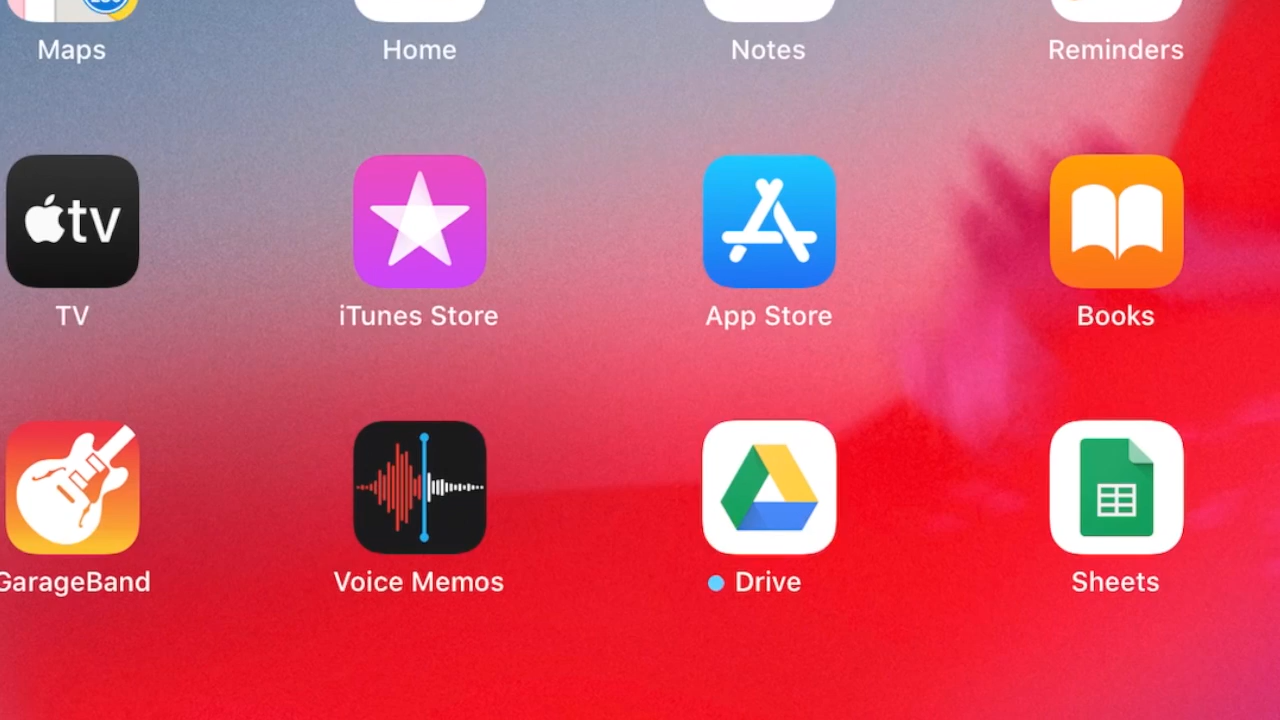 Maps Home Notes Reminders
tv
TV iTunes Store App Store Books
GarageBand Voice Memos Drive Sheets